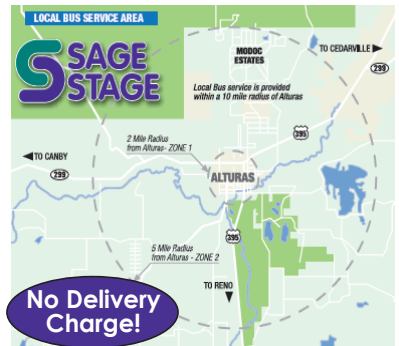 LOCAL BUS SERVICE AREA
SAGE
STAGE
MODOC
ESTATES
TO CEDARVILLE
299
Local Bus service is provided
within a 10 mile radius of Alturas
395
2 Mile Radius
from Alturas- ZONE 1
TO CANBY
299
ALTURAS
395
5 Mile Radius
from Alturas - ZONE 2
TO RENO
No Delivery
Charge!